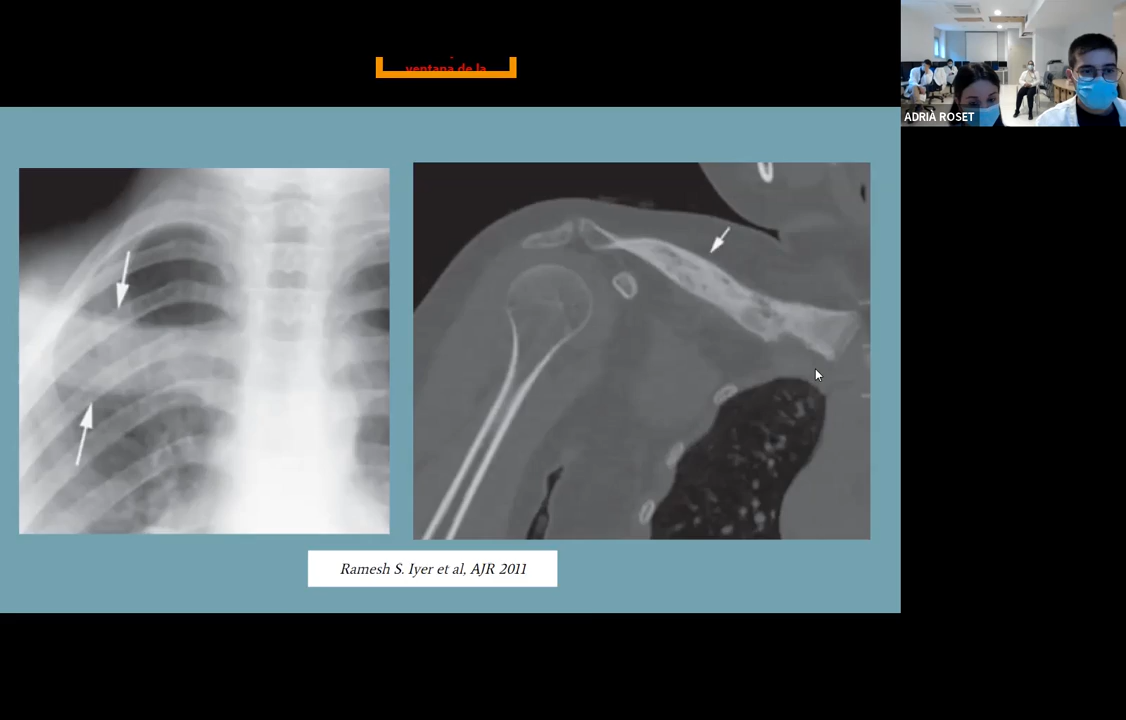 ventana de la
ADRIÀ ROSET
Ramesh S. Iyer et al, AJR 2011